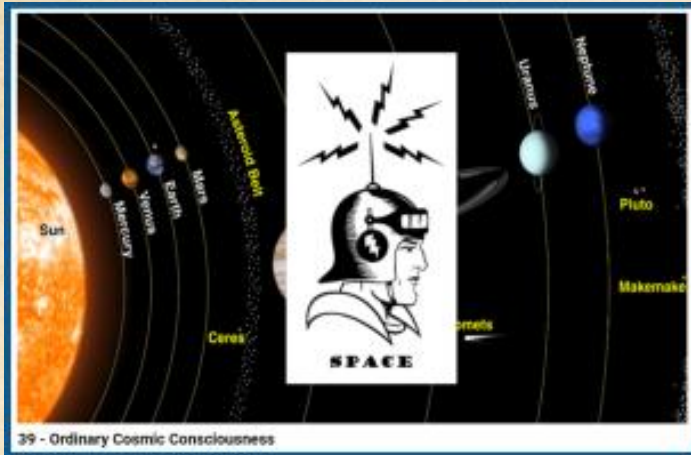 Sun
Mercury
Venus
Earth
Mars
Asteroid Belt
Ceres
SPACE
omets
Uranus
Neptune
Pluto
Makemake
39 - Ordinary Cosmic Consciousness